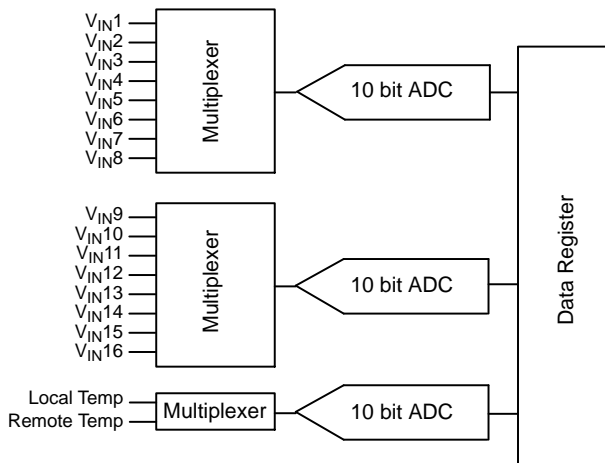 VIN1
VIN2
VIN3
VIN4
VIN5
VIN6
VIN7
VIN8
Multiplexer
10 bit ADC
VIN9
VIN10
VIN11
VIN12
VIN13
VIN14
VIN15
VIN16
Multiplexer
10 bit ADC
Local Temp
Remote Temp
Multiplexer
10 bit ADC
Data Register